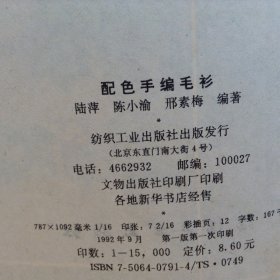 配色手编毛衫
陆萍 陈小渝 邢素梅 编著
纺织工业出版社出版发行
(北京东直门南大街4号)
电话:4662932 邮编:100027
文物出版社印刷厂印刷
各地新华书店经售
787×1092毫米 1/16 印张:7 2/16 彩插页:12 字数:167
1992年9月 第一版第一次印刷
印数:1-15,000 定价:8.60元
ISBN 7-5064-0791-4/TS·0749